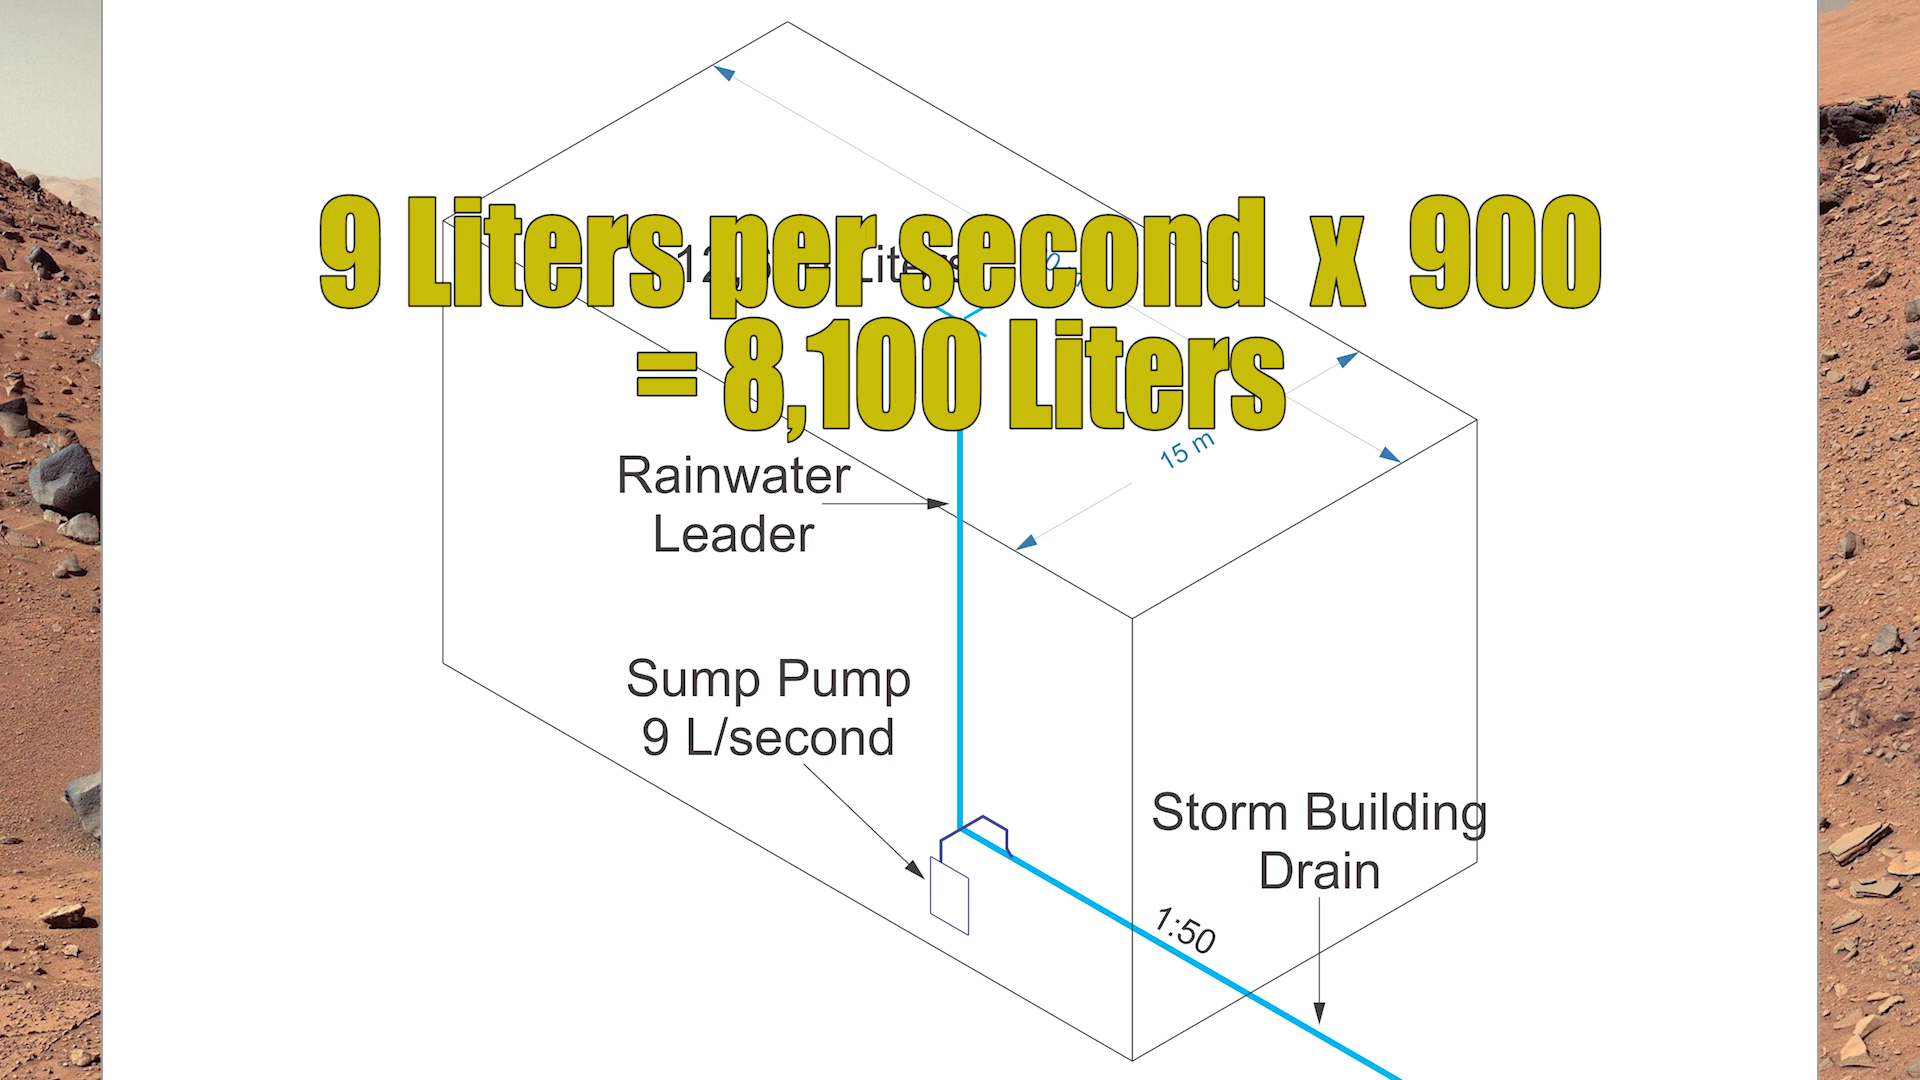 9 Liters per second x 900
= 8,100 Liters
15 m
Rainwater
Leader
Sump Pump
9 L/second
Storm Building
Drain
1:50